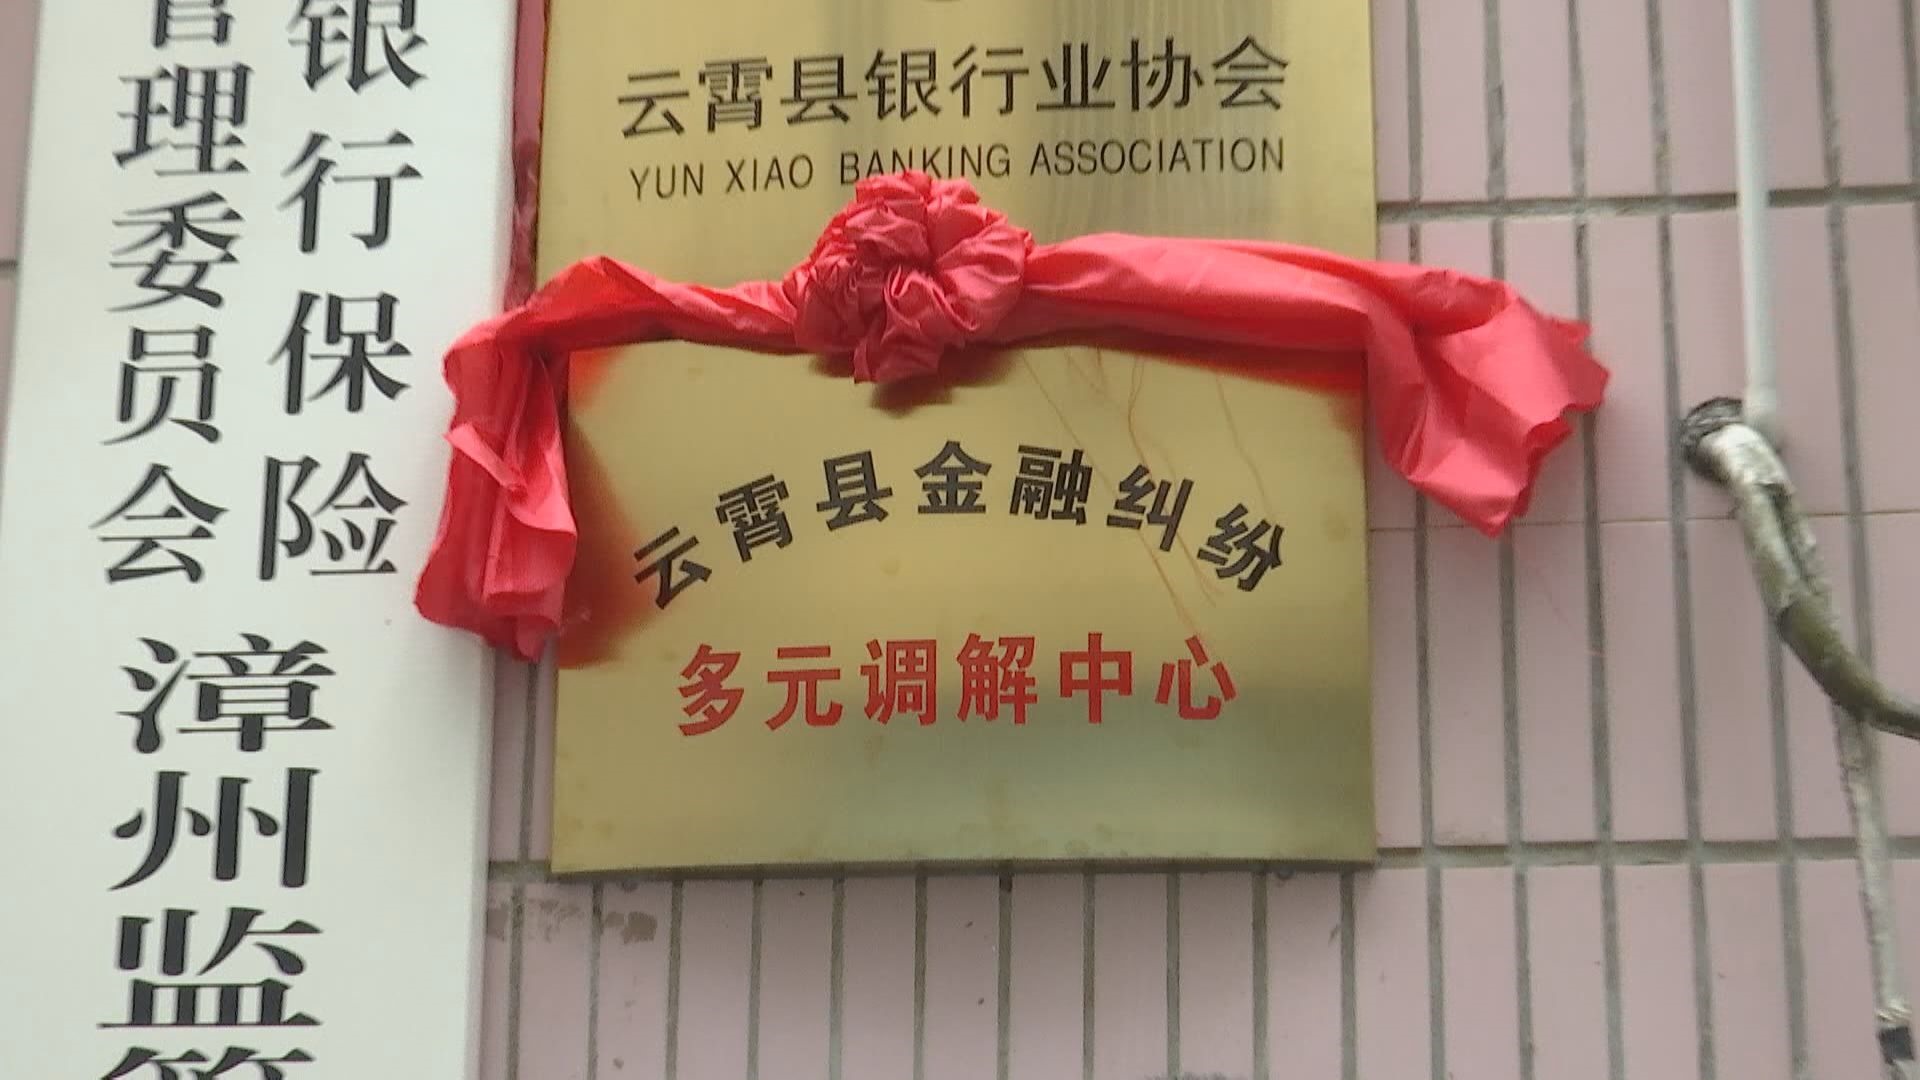 银行保险
管理委员会
漳州监
云霄县银行业协会
YUN XIAO BANKING ASSOCIATION
云霄县金融纠纷
多元调解中心